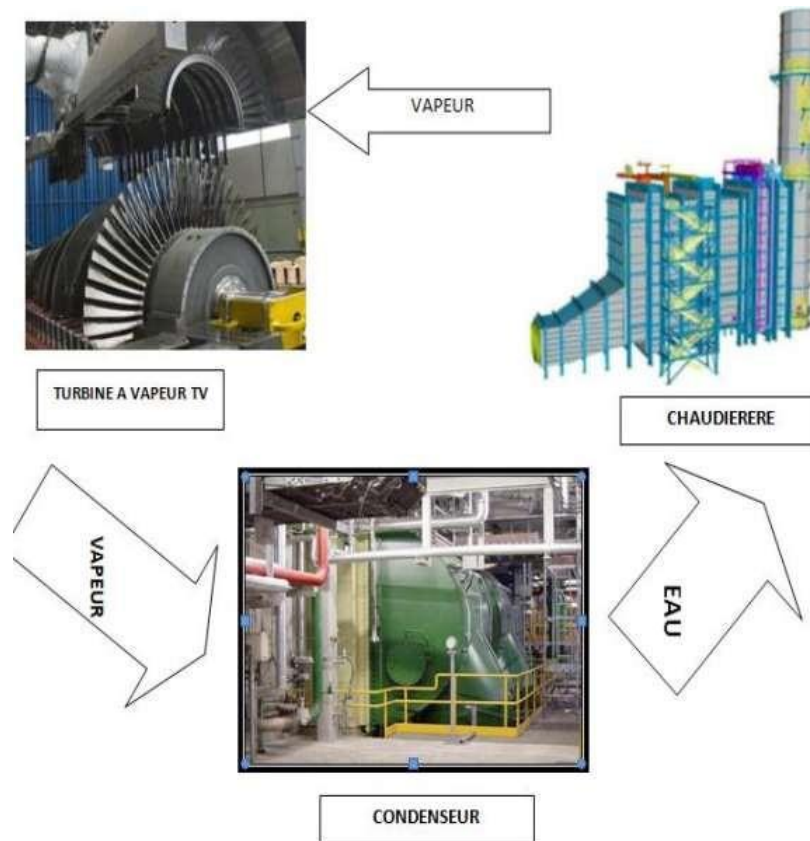 VAPEUR
TURBINE A VAPEUR TV
CHAUDIERERE
VAPEUR
EAU
CONDENSEUR